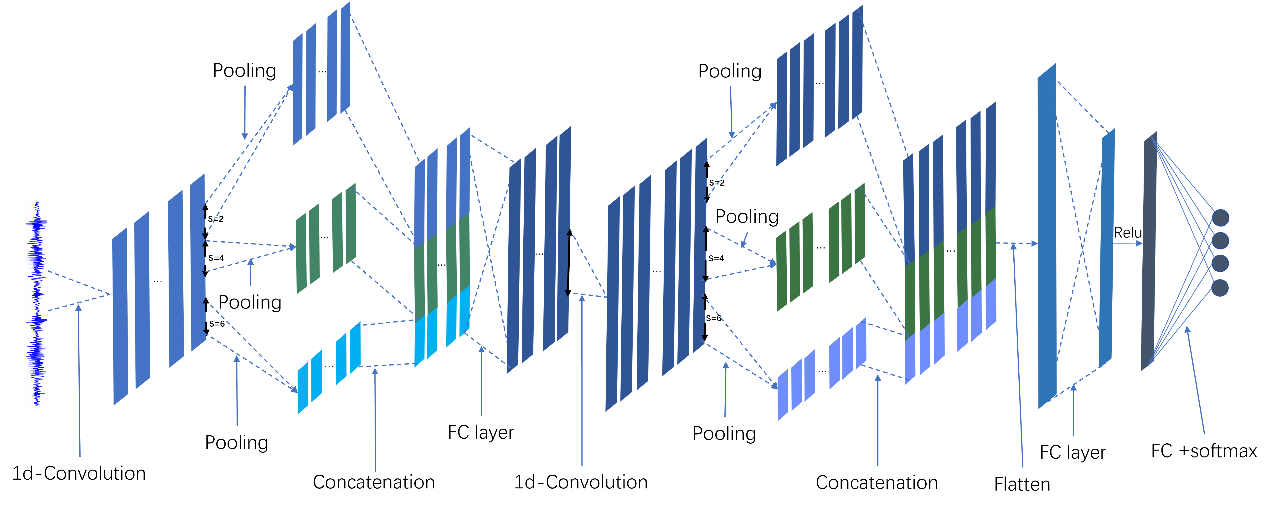 Pooling
Pooling
...
...
S=2
S=2
Pooling
...
...
S=4
S=4
...
...
...
...
...
...
Relu
Pooling
S=6
S=6
...
...
Pooling
Pooling
FC layer
FC layer
FC +softmax
1d-Convolution
Concatenation
1d-Convolution
Concatenation
Flatten